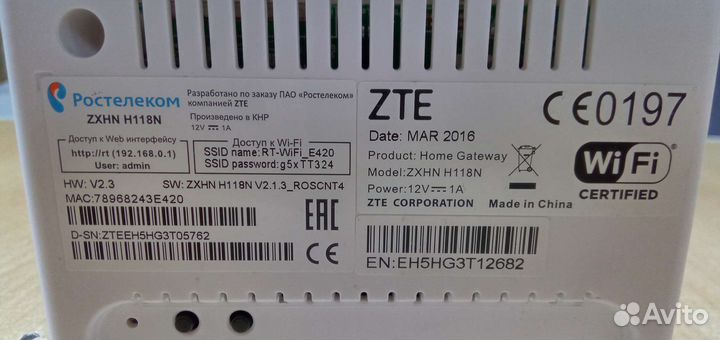 Ростелеком
Разработано по заказу ПАО «Ростелеком»
компанией ZTE
ZXHN H118N
Произведено в КНР
12V 1A
Доступ к Web интерфейсу
http://rt (192.168.0.1)
User: admin
Доступ к Wi-Fi
SSID name:RT-WiFi_E420
SSID password:g5xTT324
HW: V2.3
SW: ZXHN H118N V2.1.3_ROSCNT4
MAC:78968243E420
D-SN:ZTEEH5HG3T05762
EAC
CE
ZTE
CE0197
Date: MAR 2016
Product: Home Gateway
Model:ZXHN H118N
Power:12V 1A
ZTE CORPORATION
Made in China
Wi Fi
CERTIFIED
EN:EH5HG3T12682
Avito